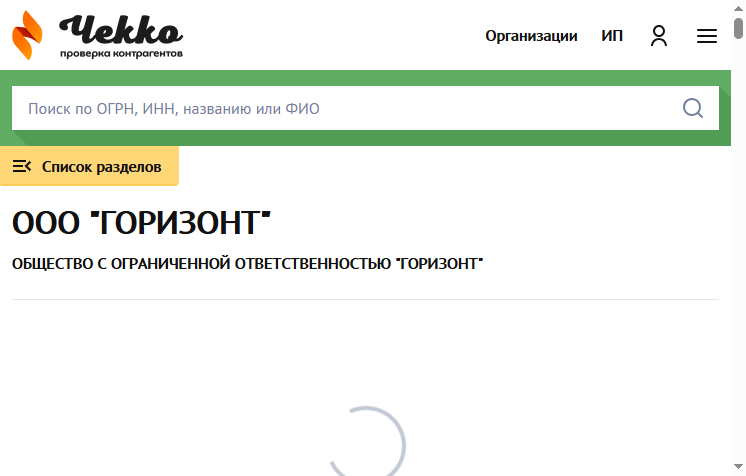 Чекко
проверка контрагентов
Организации
ИП
Поиск по ОГРН, ИНН, названию или ФИО
Список разделов
ООО "ГОРИЗОНТ"
ОБЩЕСТВО С ОГРАНИЧЕННОЙ ОТВЕТСТВЕННОСТЬЮ "ГОРИЗОНТ"